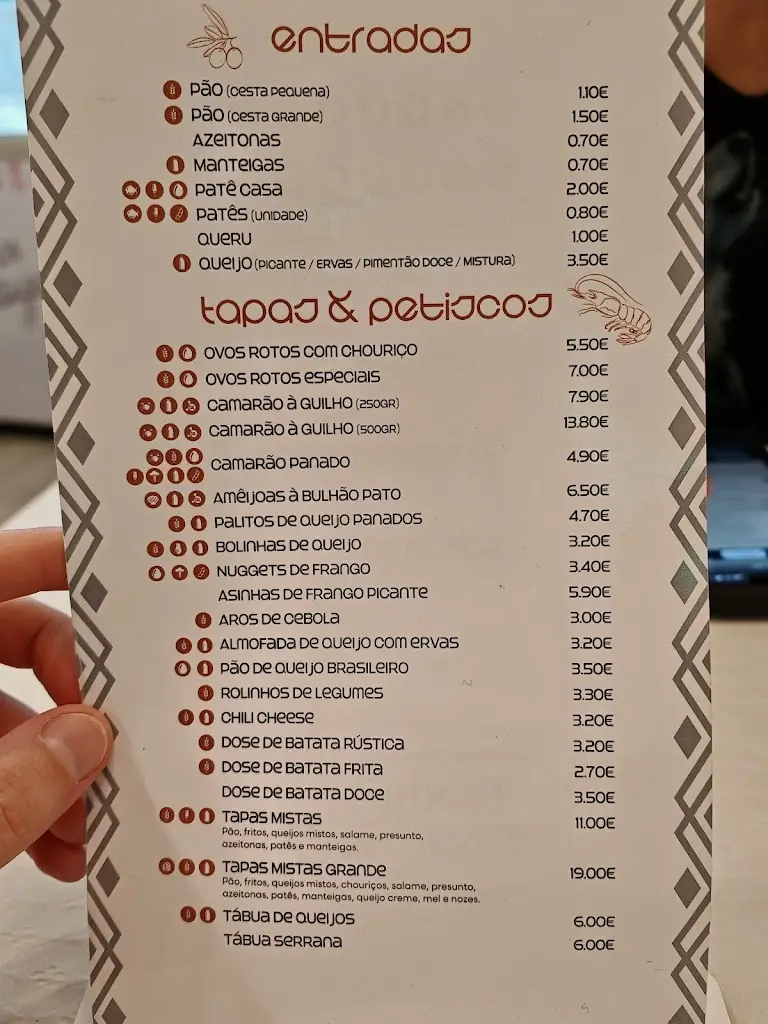 entradas
PÃO (CESTA PEQUENA) 1.10€
PÃO (CESTA GRANDE) 1.50€
AZEITONAS 0.70€
MANTEIGAS 0.70€
PATÊ CASA 2.00€
PATÊS (UNIDADE) 0.80€
QUERU 1.00€
QUEIJO (PICANTE / ERVAS / PIMENTÃO DOCE / MISTURA) 3.50€
tapas & petiscos
OVOS ROTOS COM CHOURIÇO 5.50€
OVOS ROTOS ESPECIAIS 7.00€
CAMARÃO À GUILHO (250GR) 7.90€
CAMARÃO À GUILHO (500GR) 13.80€
CAMARÃO PANADO 4.90€
AMÊIJOAS À BULHÃO PATO 6.50€
PALITOS DE QUEIJO PANADOS 4.70€
BOLINHAS DE QUEIJO 3.20€
NUGGETS DE FRANGO 3.40€
ASINHAS DE FRANGO PICANTE 5.90€
AROS DE CEBOLA 3.00€
ALMOFADA DE QUEIJO COM ERVAS 3.20€
PÃO DE QUEIJO BRASILEIRO 3.50€
ROLINHOS DE LEGUMES 3.30€
CHILI CHEESE 3.20€
DOSE DE BATATA RÚSTICA 3.20€
DOSE DE BATATA FRITA 2.70€
DOSE DE BATATA DOCE 3.50€
TAPAS MISTAS 11.00€
Pão, fritos, queijos mistos, salame, presunto,
azeitonas, patês e manteigas.
TAPAS MISTAS GRANDE 19.00€
Pão, fritos, queijos mistos, chouriços, salame, presunto,
azeitonas, patês, manteigas, queijo creme, mel e nozes.
TÁBUA DE QUEIJOS 6.00€
TÁBUA SERRANA 6.00€